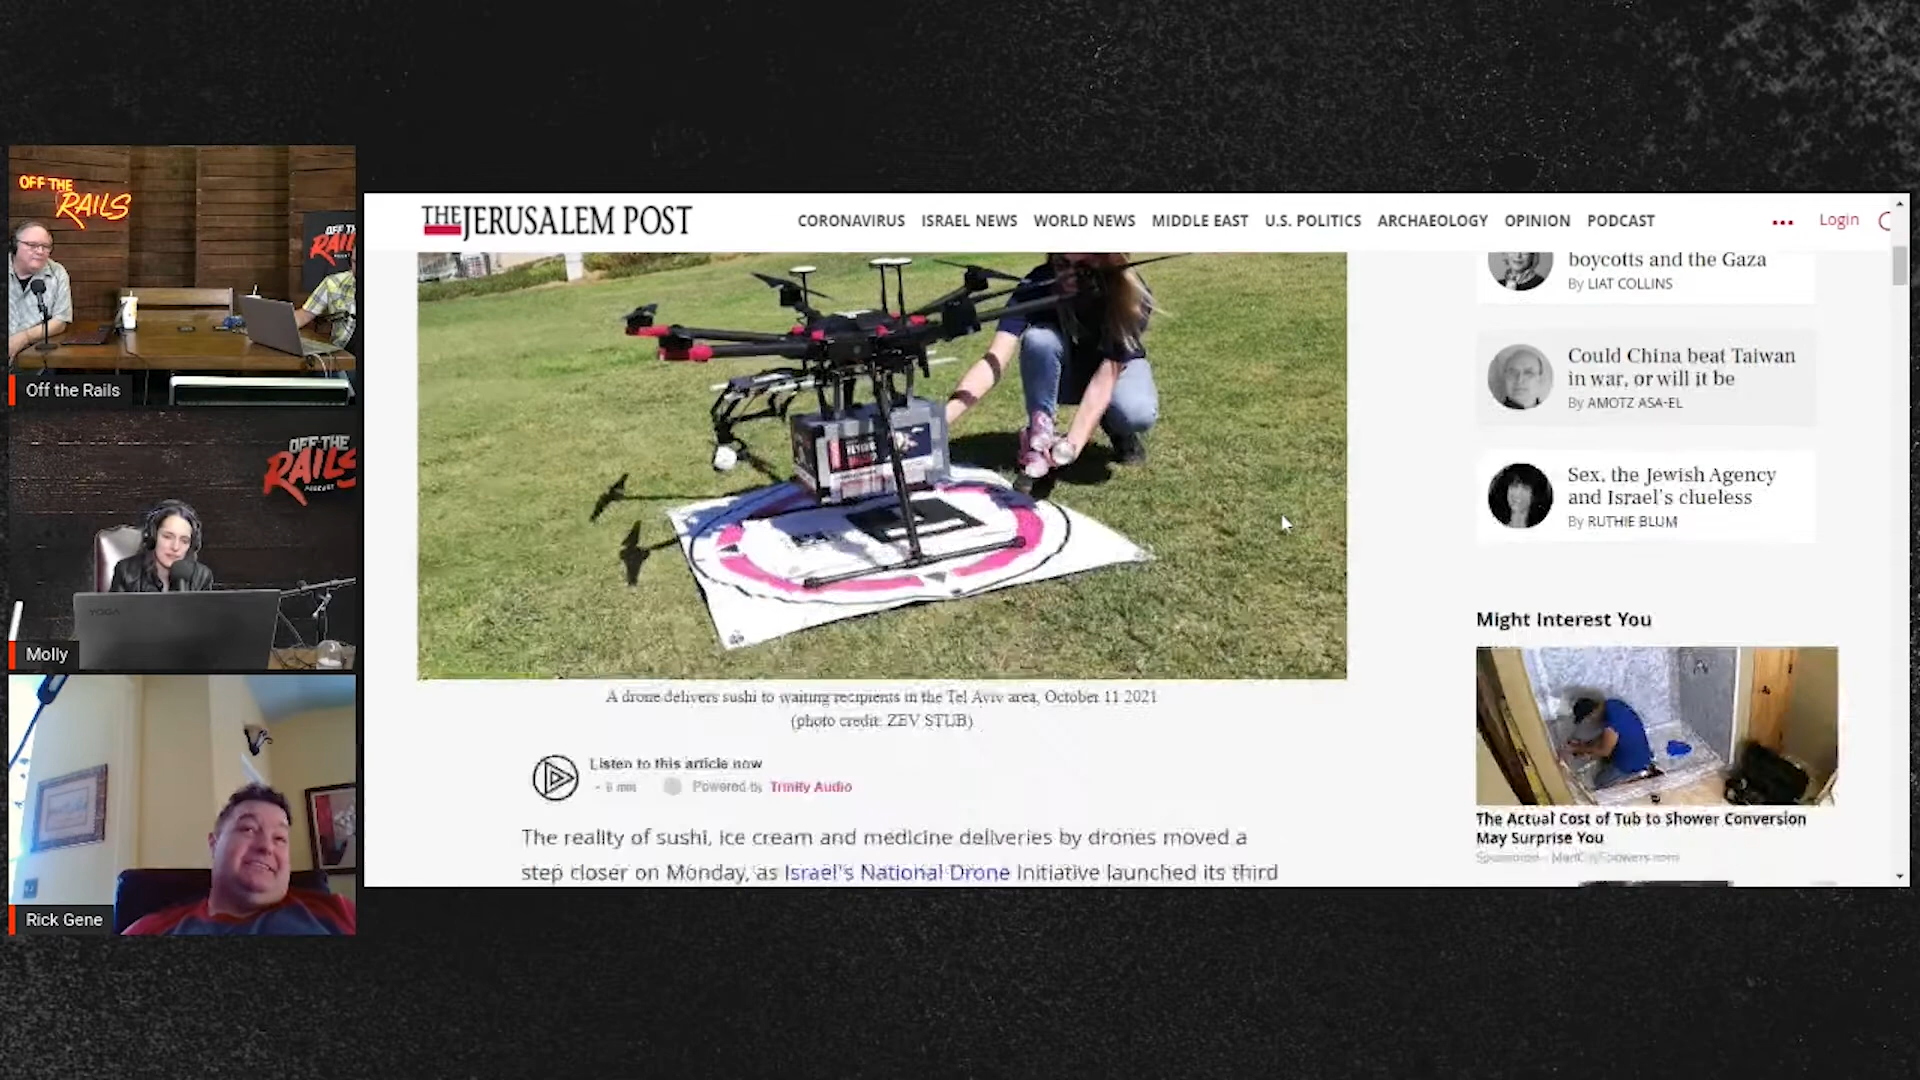 OFF THE
RAILS
OFF TH
RAIL
Off the Rails
OFF-THE
RAILS
PODCAST
YOGA
Molly
Rick Gene
THE JERUSALEM POST
CORONAVIRUS ISRAEL NEWS WORLD NEWS MIDDLE EAST U.S. POLITICS ARCHAEOLOGY OPINION PODCAST
Login
A drone delivers sushi to waiting recipients in the Tel Aviv area, October 11 2021
(photo credit: ZEV STUB)
Listen to this article now
Powered by Trinity Audio
The reality of sushi, ice cream and medicine deliveries by drones moved a
step closer on Monday, as Israel's National Drone Initiative launched its third
boycotts and the Gaza
By LIAT COLLINS
Could China beat Taiwan
in war, or will it be
By AMOTZ ASA-EL
Sex, the Jewish Agency
and Israel's clueless
By RUTHIE BLUM
Might Interest You
The Actual Cost of Tub to Shower Conversion
May Surprise You